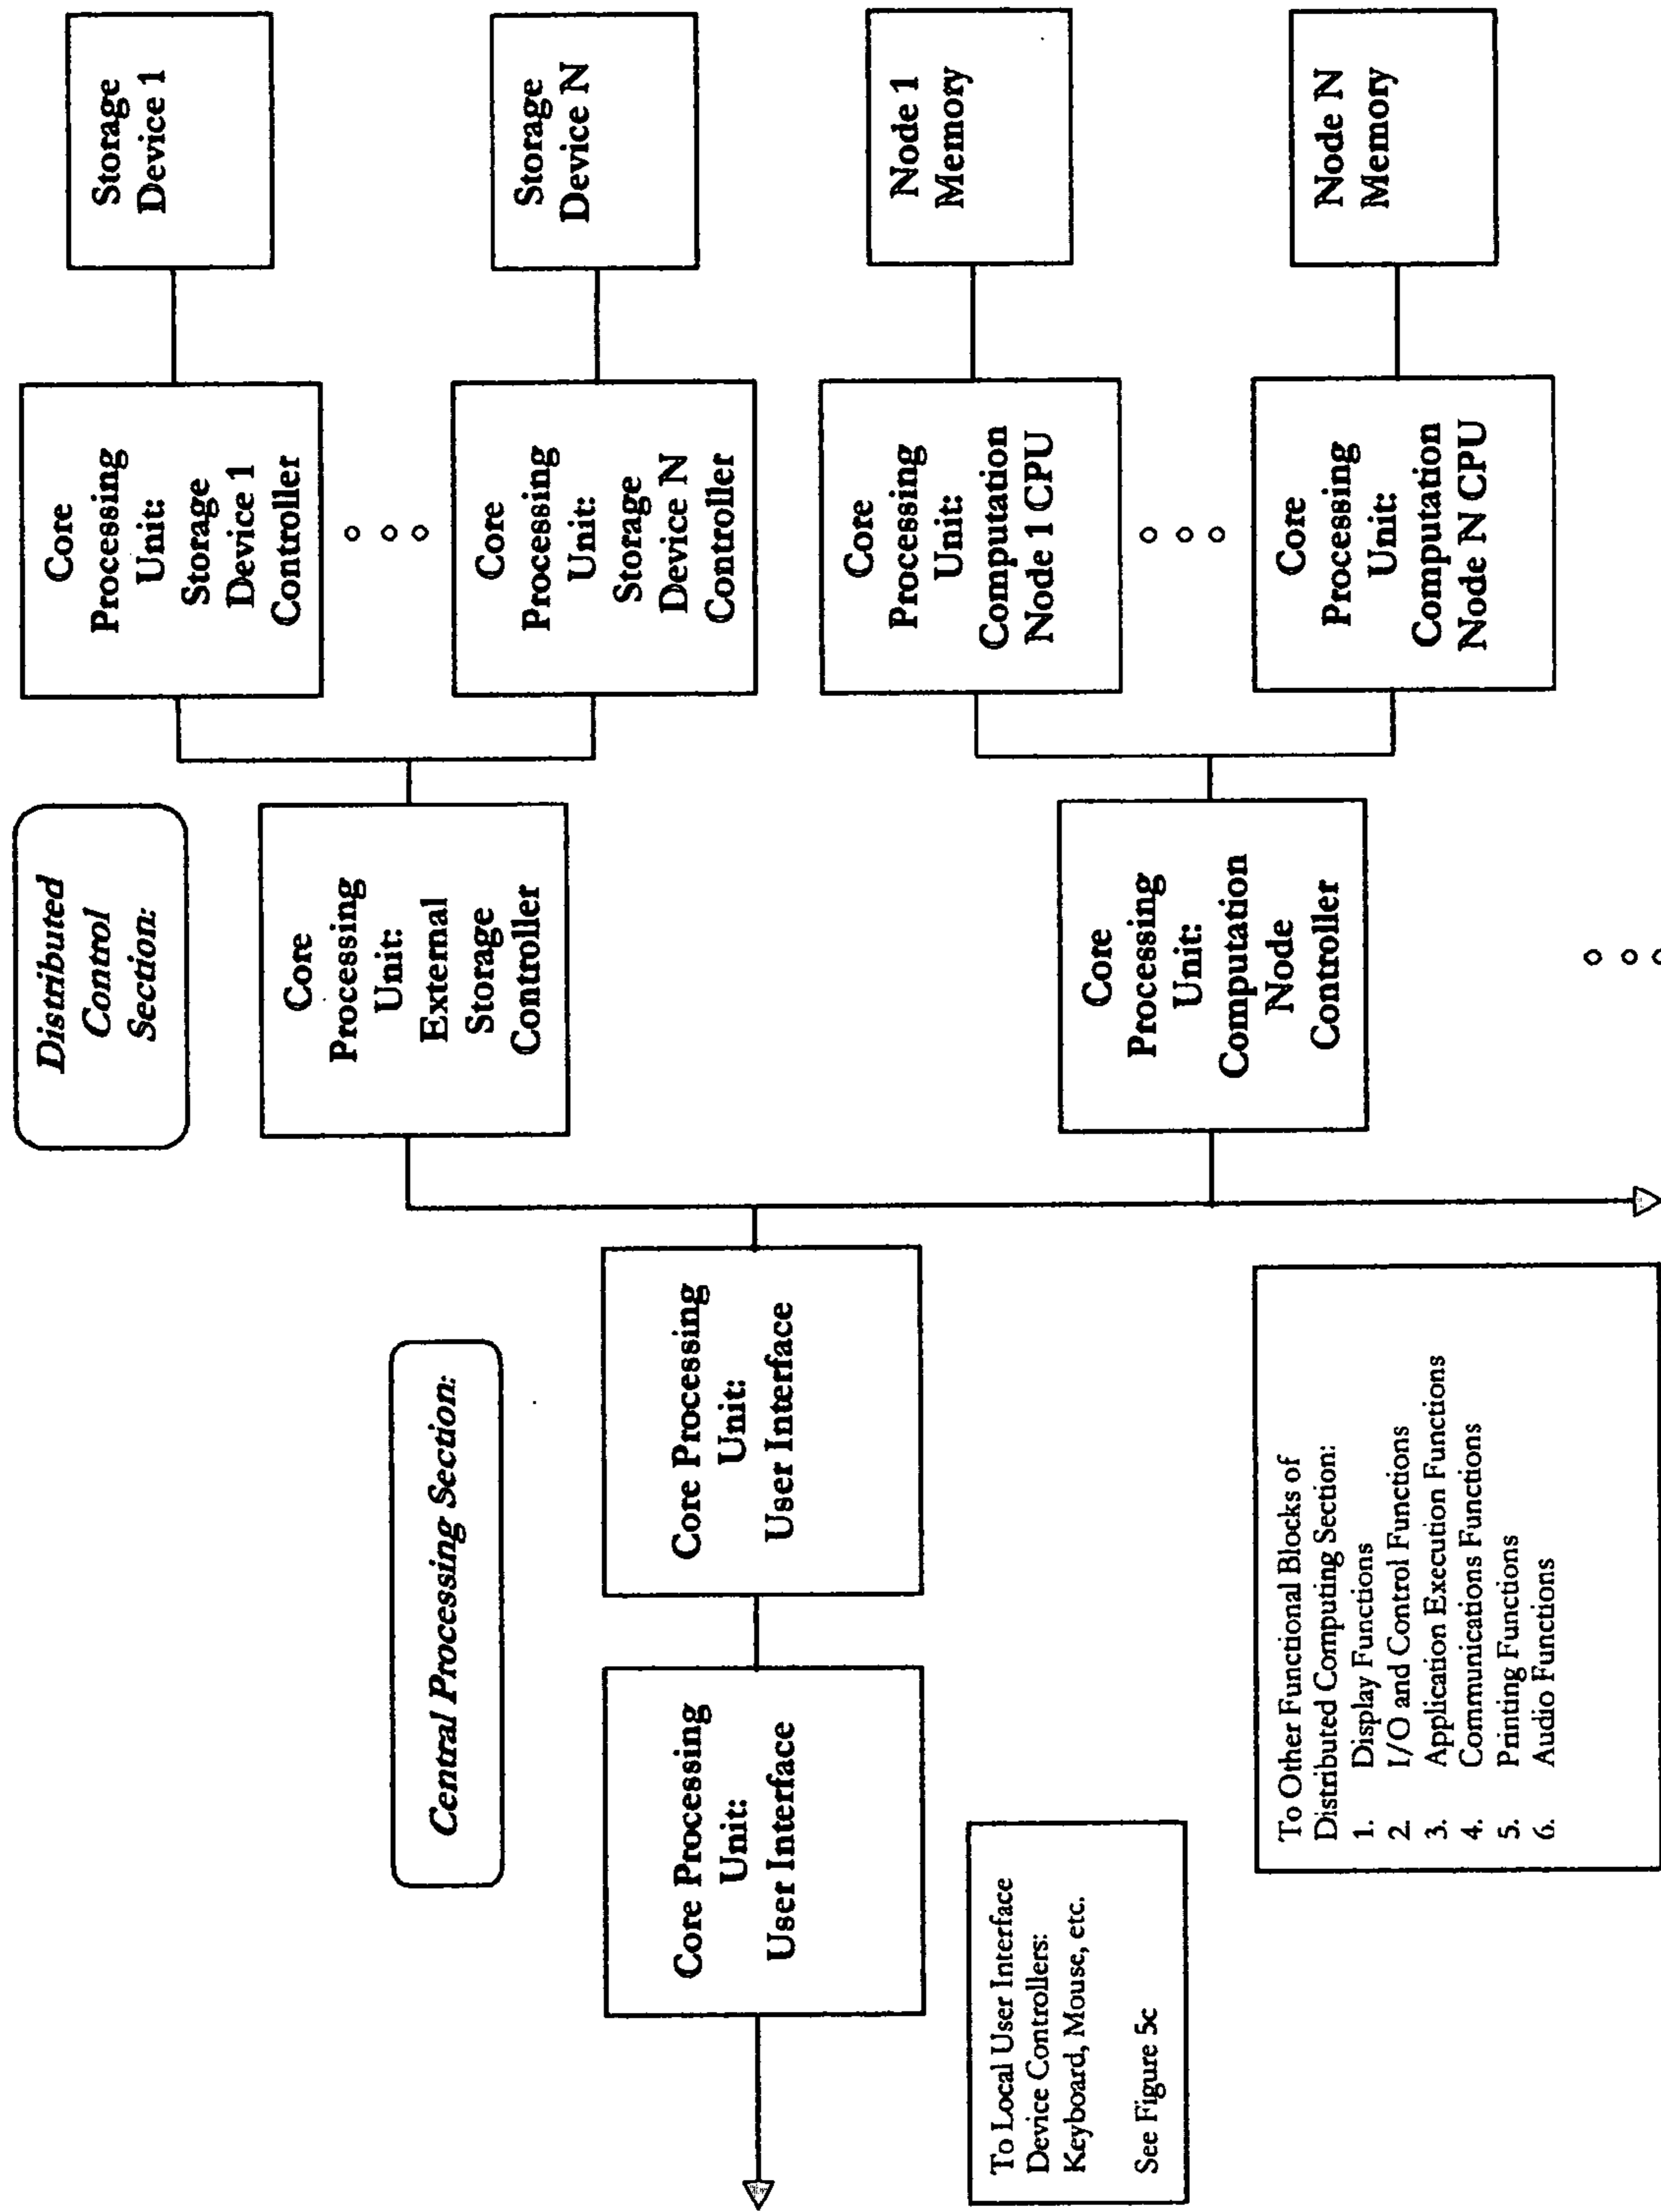 Distributed
Control
Section:
Central Processing Section:
Core
Processing
Unit:
Storage
Device 1
Controller
Storage
Device 1
Core
Processing
Unit:
External
Storage
Controller
Core
Processing
Unit:
Storage
Device N
Controller
Storage
Device N
Core Processing
Unit:
User Interface
Core Processing
Unit:
User Interface
Core
Processing
Unit:
Computation
Node 1 CPU
Node 1
Memory
Core
Processing
Unit:
Computation
Node
Controller
Core
Processing
Unit:
Computation
Node N CPU
Node N
Memory
To Local User Interface
Device Controllers:
Keyboard, Mouse, etc.
See Figure 5c
To Other Functional Blocks of
Distributed Computing Section:
1. Display Functions
2. I/O and Control Functions
3. Application Execution Functions
4. Communications Functions
5. Printing Functions
6. Audio Functions